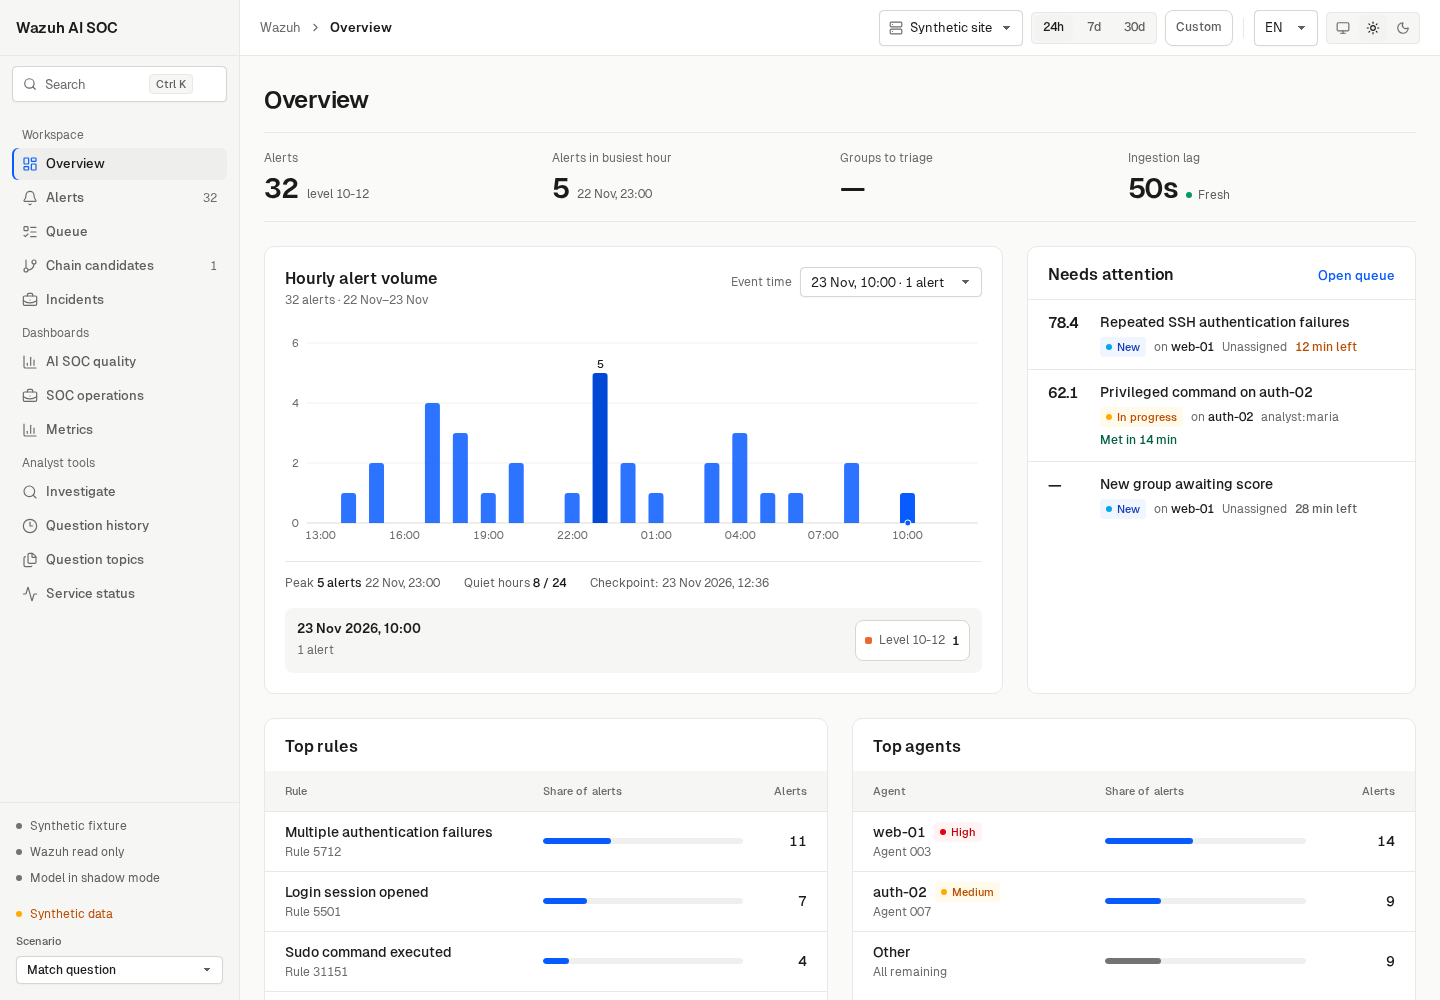 Wazuh AI SOC
Search
Ctrl K
Workspace
Overview
Alerts 32
Queue
Chain candidates 1
Incidents
Dashboards
AI SOC quality
SOC operations
Metrics
Analyst tools
Investigate
Question history
Question topics
Service status
Synthetic fixture
Wazuh read only
Model in shadow mode
Synthetic data
Scenario
Match question
Wazuh > Overview
Synthetic site
24h 7d 30d
Custom
EN
Overview
Alerts
32 level 10-12
Alerts in busiest hour
5 22 Nov, 23:00
Groups to triage
—
Ingestion lag
50s Fresh
Hourly alert volume
32 alerts · 22 Nov–23 Nov
Event time
23 Nov, 10:00 · 1 alert
6
4
2
0
5
13:00 16:00 19:00 22:00 01:00 04:00 07:00 10:00
Peak 5 alerts 22 Nov, 23:00 Quiet hours 8 / 24 Checkpoint: 23 Nov 2026, 12:36
23 Nov 2026, 10:00
1 alert
Level 10-12 1
Needs attention
Open queue
78.4 Repeated SSH authentication failures
New on web-01 Unassigned 12 min left
62.1 Privileged command on auth-02
In progress on auth-02 analyst:maria
Met in 14 min
— New group awaiting score
New on web-01 Unassigned 28 min left
Top rules
Rule Share of alerts Alerts
Multiple authentication failures
Rule 5712
11
Login session opened
Rule 5501
7
Sudo command executed
Rule 31151
4
Top agents
Agent Share of alerts Alerts
web-01 High
Agent 003
14
auth-02 Medium
Agent 007
9
Other
All remaining
9